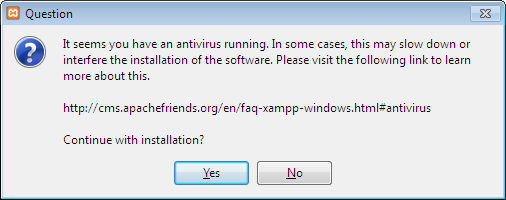 Question
It seems you have an antivirus running. In some cases, this may slow down or
interfere the installation of the software. Please visit the following link to learn
more about this.
http://cms.apachefriends.org/en/faq-xampp-windows.html#antivirus
Continue with installation?
Yes
No